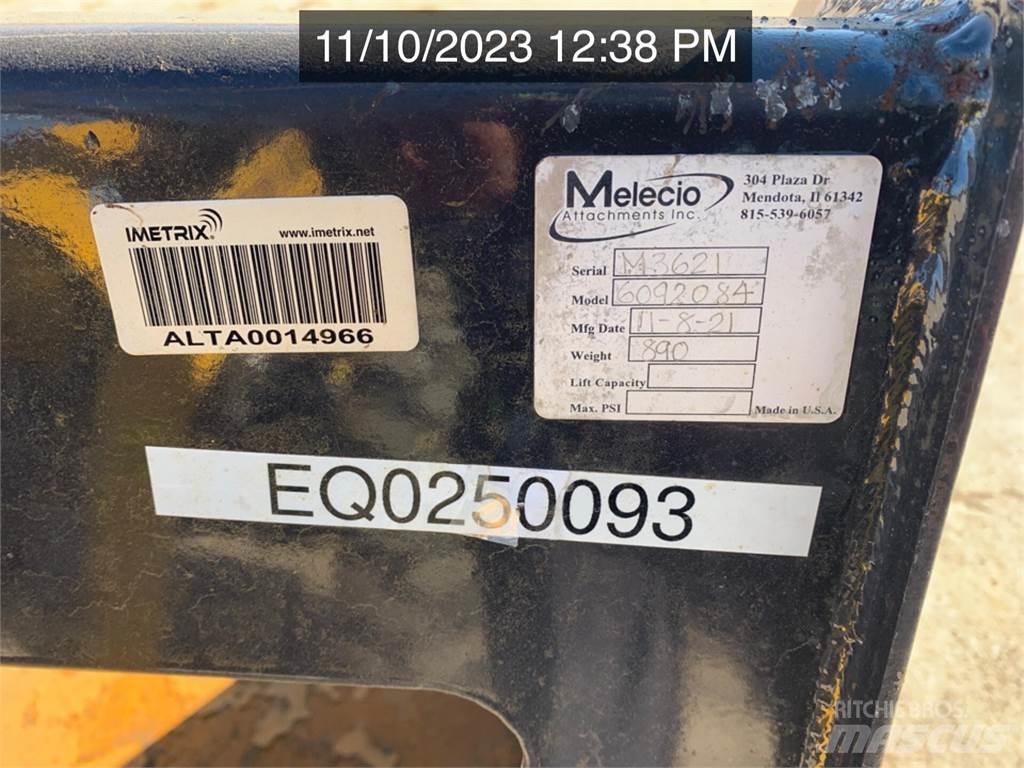 11/10/2023 12:38 PM
IMETRIX
www.imetrix.net
ALTA0014966
Melecio
Attachments Inc.
304 Plaza Dr
Mendota, Il 61342
815-539-6057
Serial M3621
Model 6092084
Mfg Date 11-8-21
Weight 890
Lift Capacity
Max. PSI
Made in U.S.A.
EQ0250093
RITCHIE BROS.
MASCUS